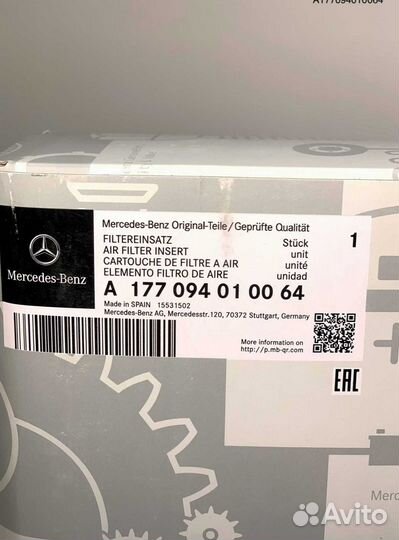 A177094010064
Mercedes-Benz Original-Teile/Geprüfte Qualität
FILTEREINSATZ Stück 1
AIR FILTER INSERT unit
CARTOUCHE DE FILTRE A AIR unité
ELEMENTO FILTRO DE AIRE unidad
Mercedes-Benz
A 177 094 01 00 64
Made in SPAIN 15531502
Mercedes-Benz AG, Mercedesstr.120, 70372 Stuttgart, Germany
More information on
http://p.mb-qr.com
EAC
Merc
Avito